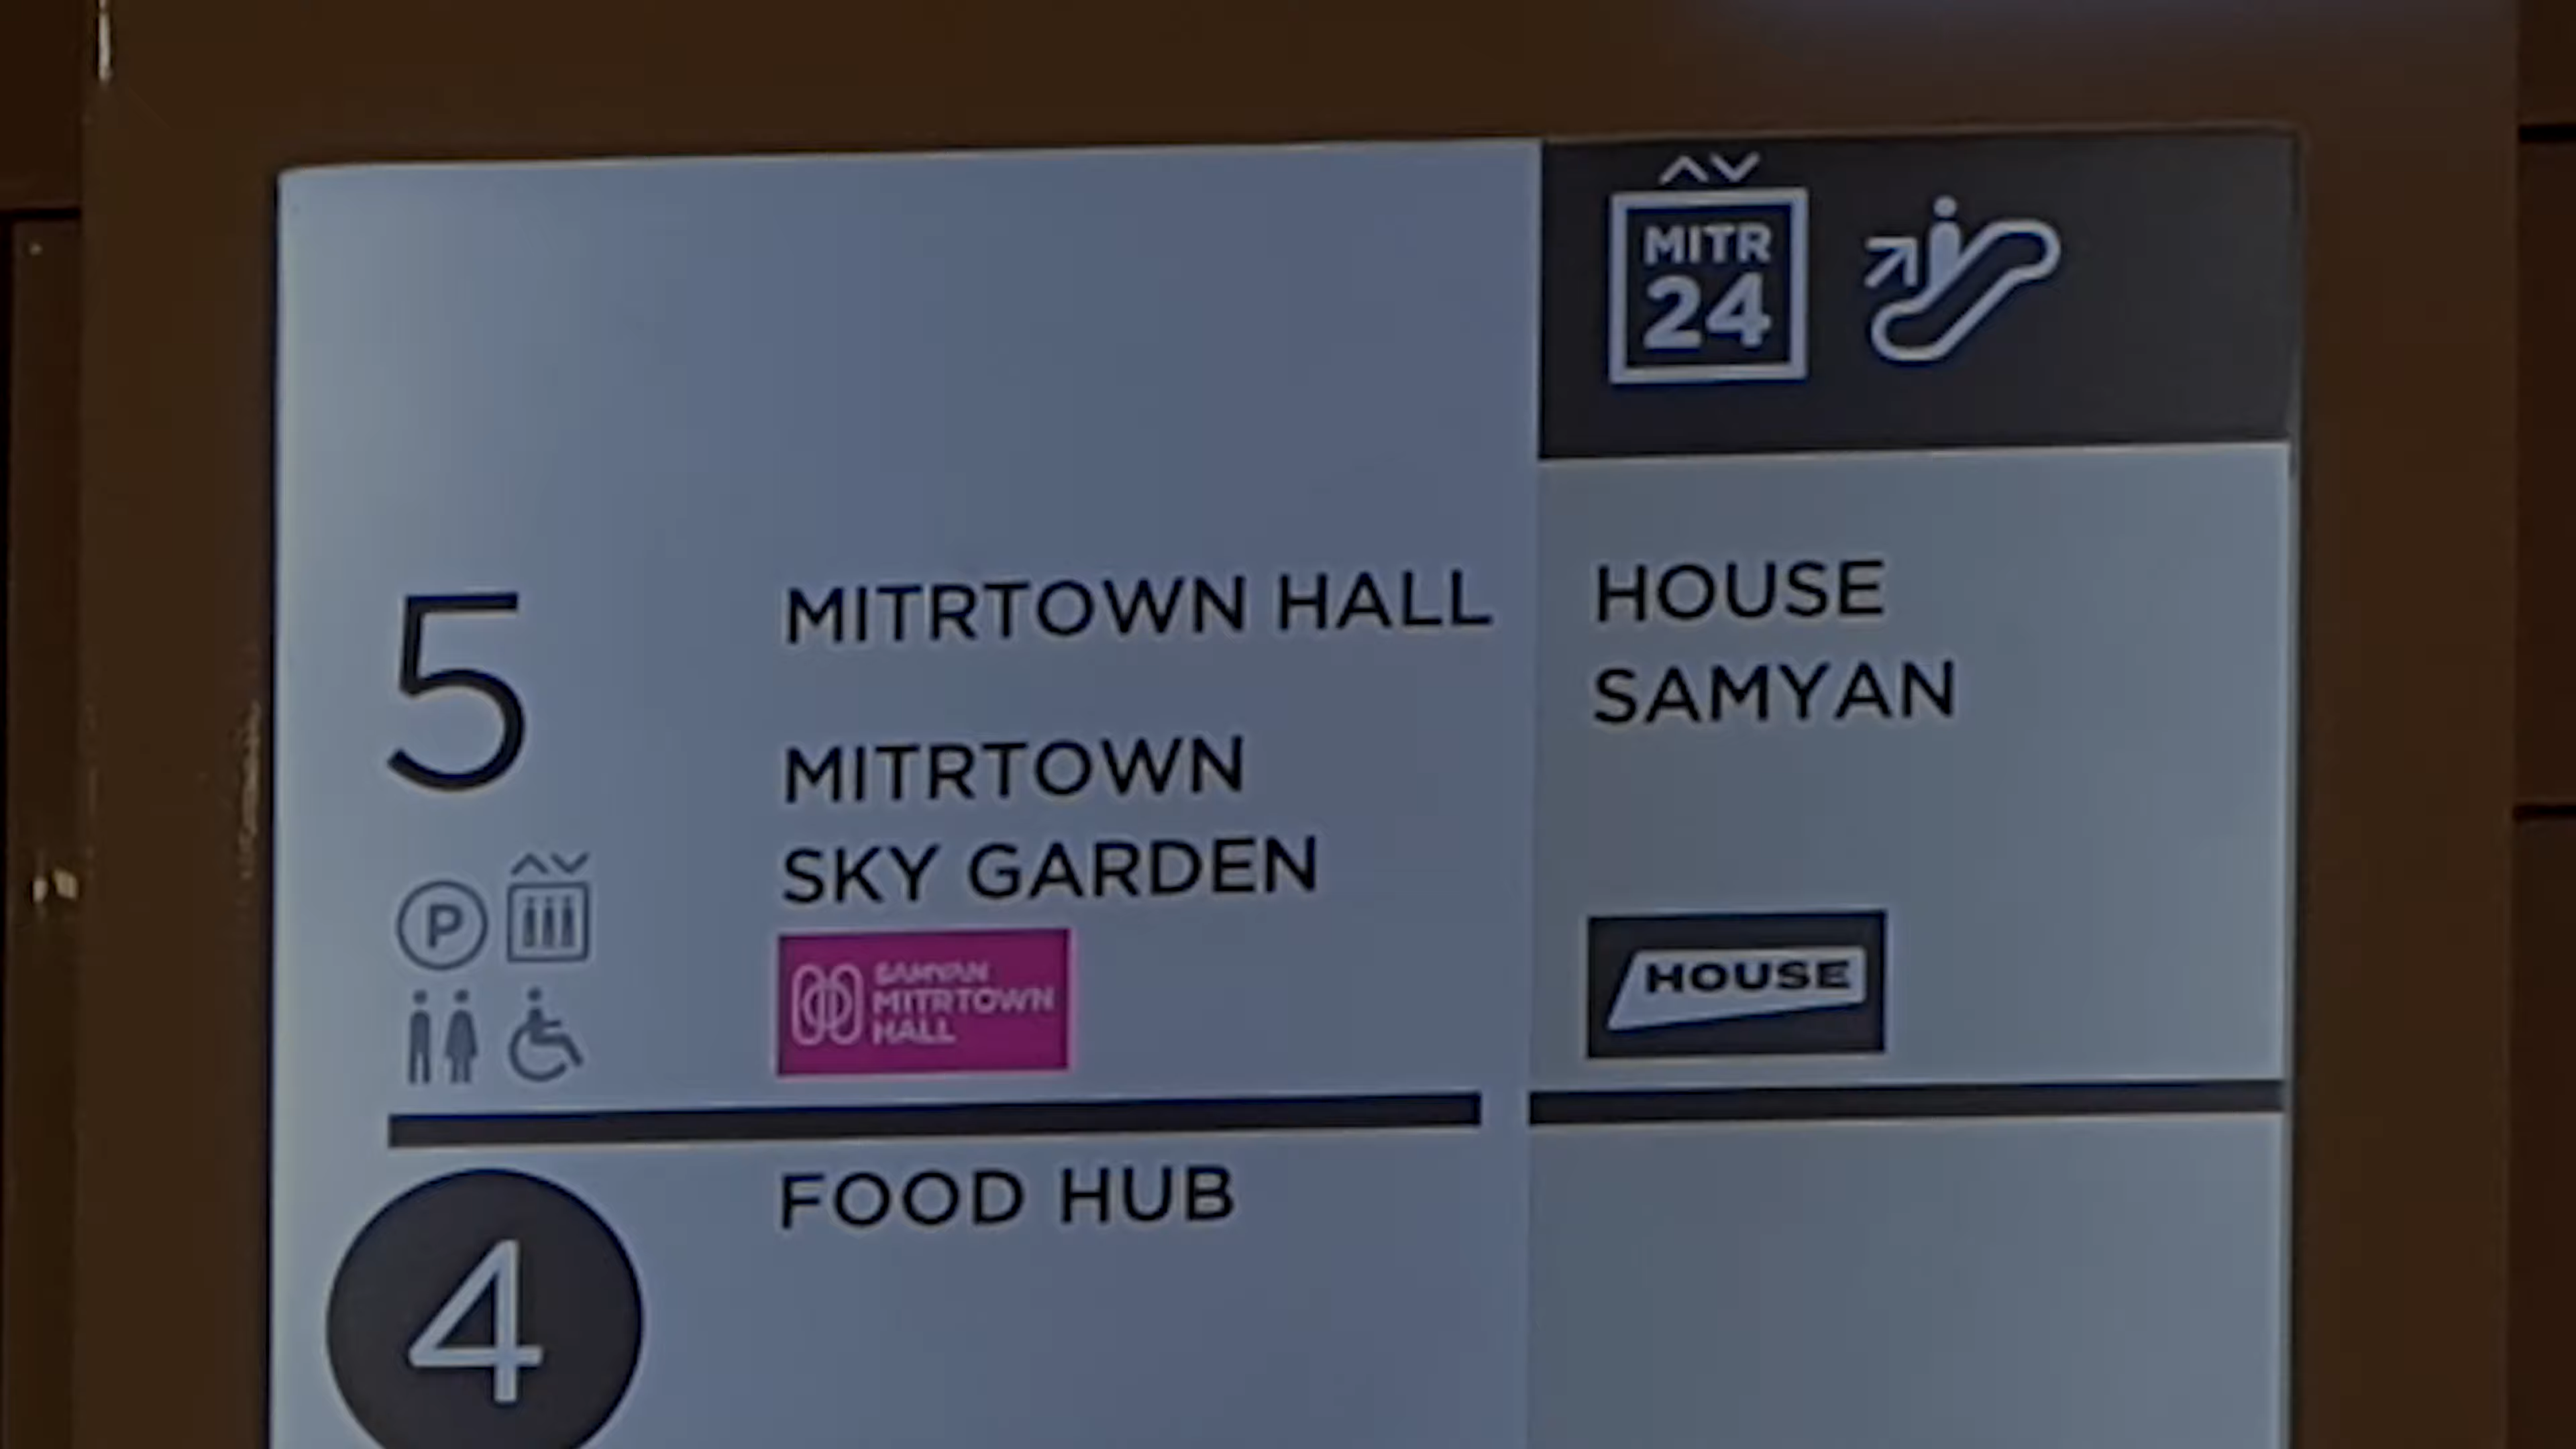 MITR
24
5
MITRTOWN HALL
MITRTOWN
SKY GARDEN
P
SAMYAN
MITRTOWN
HALL
HOUSE
SAMYAN
HOUSE
4
FOOD HUB